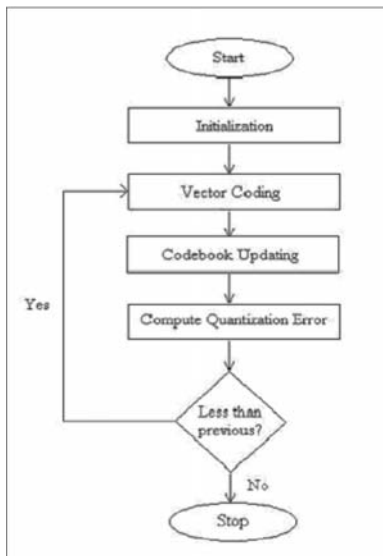 Start
Initialization
Vector Coding
Codebook Updating
Yes
Compute Quantization Error
Less than
previous?
No
Stop